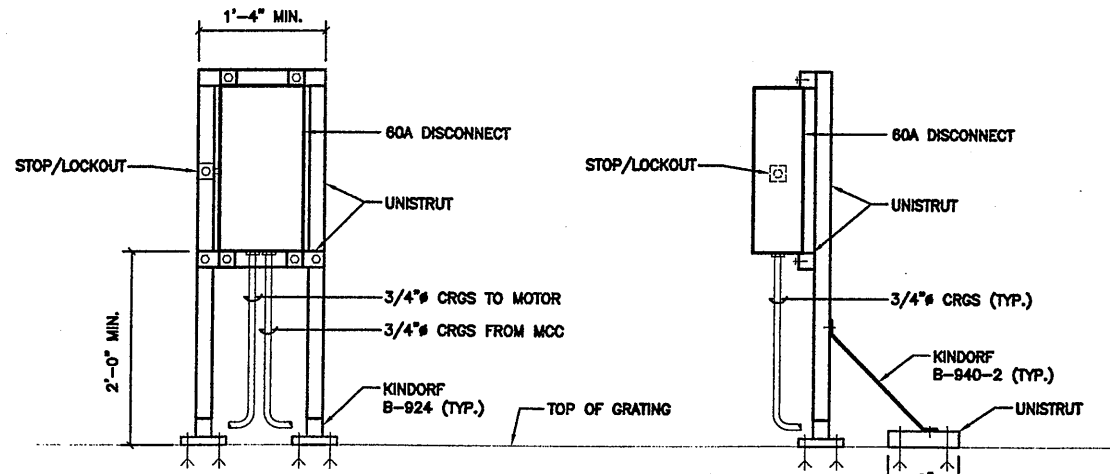 1'-4" MIN.
60A DISCONNECT
STOP/LOCKOUT
UNISTRUT
3/4"ø CRGS TO MOTOR
3/4"ø CRGS FROM MCC
2'-0" MIN.
KINDORF
B-924 (TYP.)
TOP OF GRATING
60A DISCONNECT
STOP/LOCKOUT
UNISTRUT
3/4"ø CRGS (TYP.)
KINDORF
B-940-2 (TYP.)
UNISTRUT